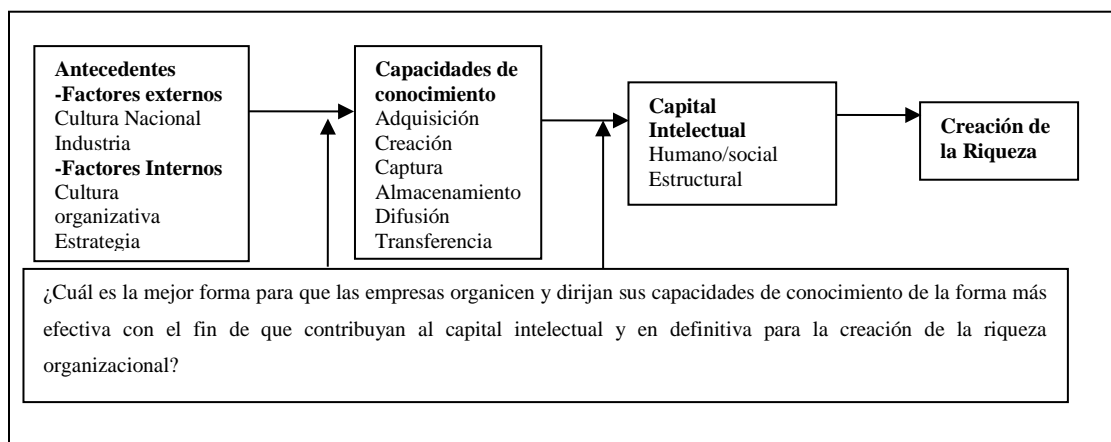 Antecedentes
-Factores externos
Cultura Nacional
Industria
-Factores Internos
Cultura
organizativa
Estrategia
Capacidades de
conocimiento
Adquisición
Creación
Captura
Almacenamiento
Difusión
Transferencia
Capital
Intelectual
Humano/social
Estructural
Creación de
la Riqueza
¿Cuál es la mejor forma para que las empresas organicen y dirijan sus capacidades de conocimiento de la forma más
efectiva con el fin de que contribuyan al capital intelectual y en definitiva para la creación de la riqueza
organizacional?